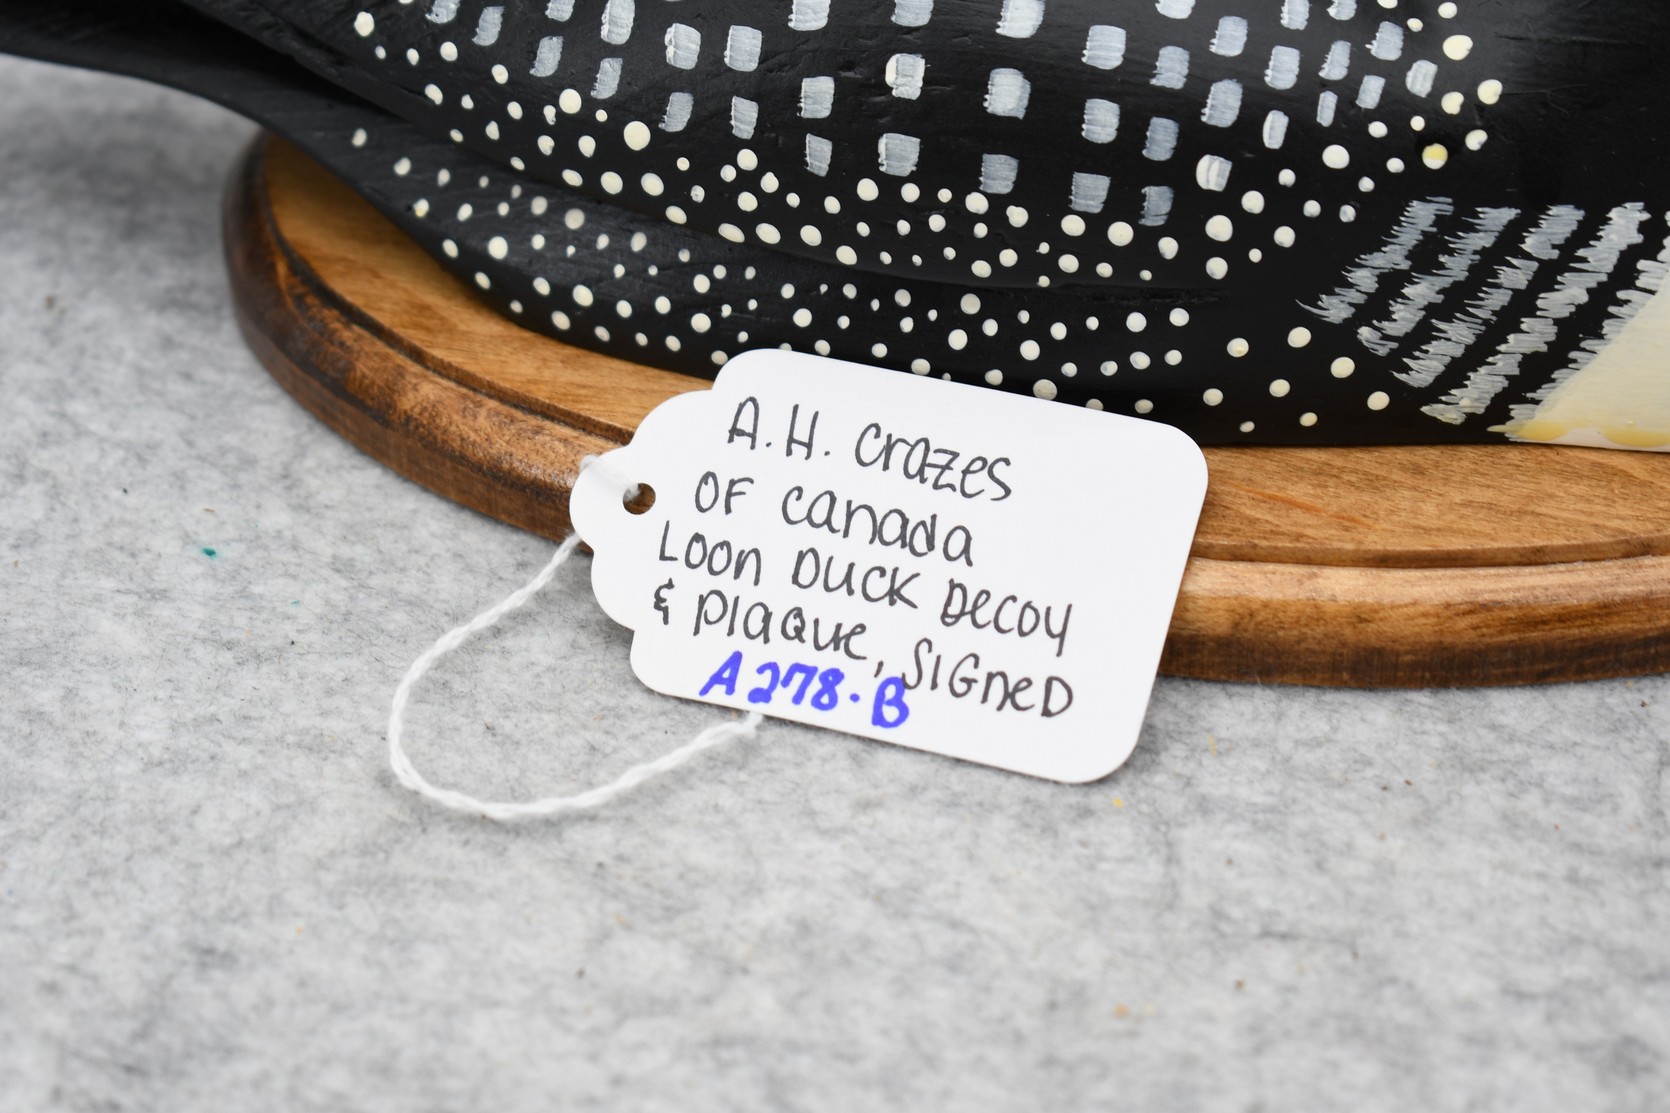 A.H. Crazes
OF Canada
Loon Duck Decoy
& Plaque, Signed
A278.B